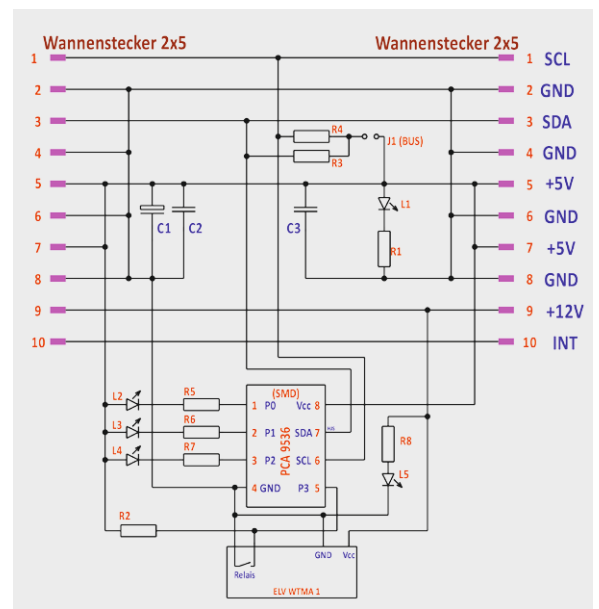 Wannenstecker 2x5 Wannenstecker 2x5
1 1 SCL
2 2 GND
3 3 SDA
R4
J1 (BUS)
R3
4 4 GND
5 5 +5V
L1
6 6 GND
C1 C2 C3
R1
7 7 +5V
8 8 GND
9 9 +12V
10 10 INT
(SMD)
PCA 9536
L2 R5 1 P0 Vcc 8
L3 R6 2 P1 SDA 7
L4 R7 3 P2 SCL 6
4 GND P3 5
R8
L5
R2
GND Vcc
Relais
ELV WTMA 1